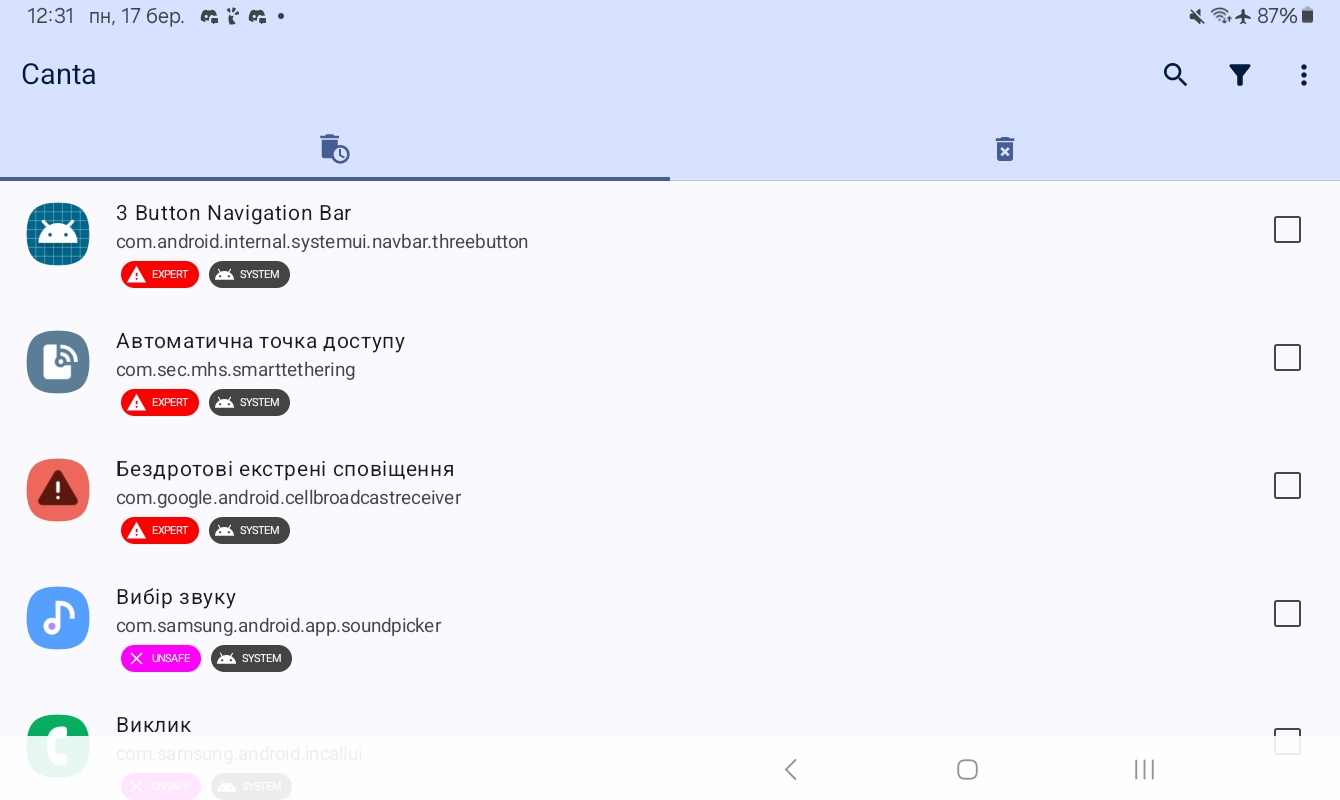 12:31 пн, 17 бер.
87%
Canta
3 Button Navigation Bar
com.android.internal.systemui.navbar.threebutton
EXPERT SYSTEM
Автоматична точка доступу
com.sec.mhs.smarttethering
EXPERT SYSTEM
Бездротові екстрені сповіщення
com.google.android.cellbroadcastreceiver
EXPERT SYSTEM
Вибір звуку
com.samsung.android.app.soundpicker
UNSAFE SYSTEM
Виклик
com.samsung.android.incallui
UNSAFE SYSTEM